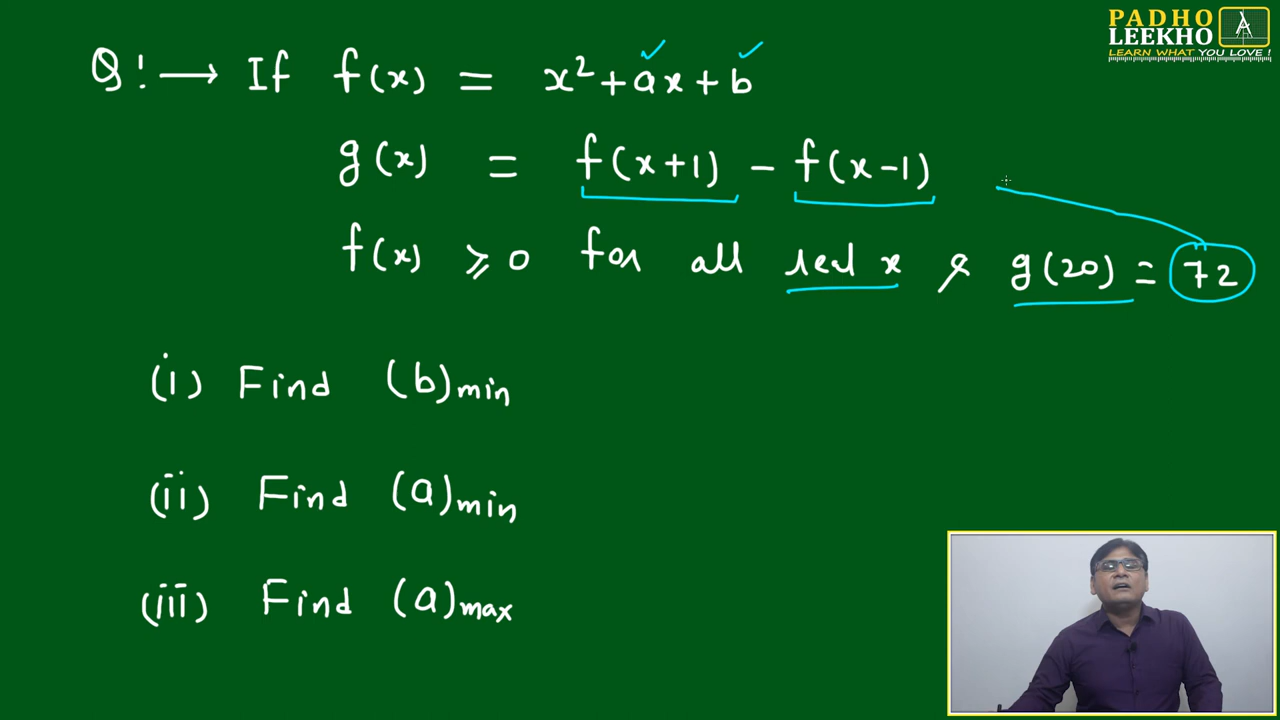 PADHO
LEEKHO
LEARN WHAT YOU LOVE !
Q! → If f(x) = x² + ax + b
g(x) = f(x+1) - f(x-1)
f(x) ⩾ 0 for all real x & g(20) = 72
(i) Find (b)min
(ii) Find (a)min
(iii) Find (a)max